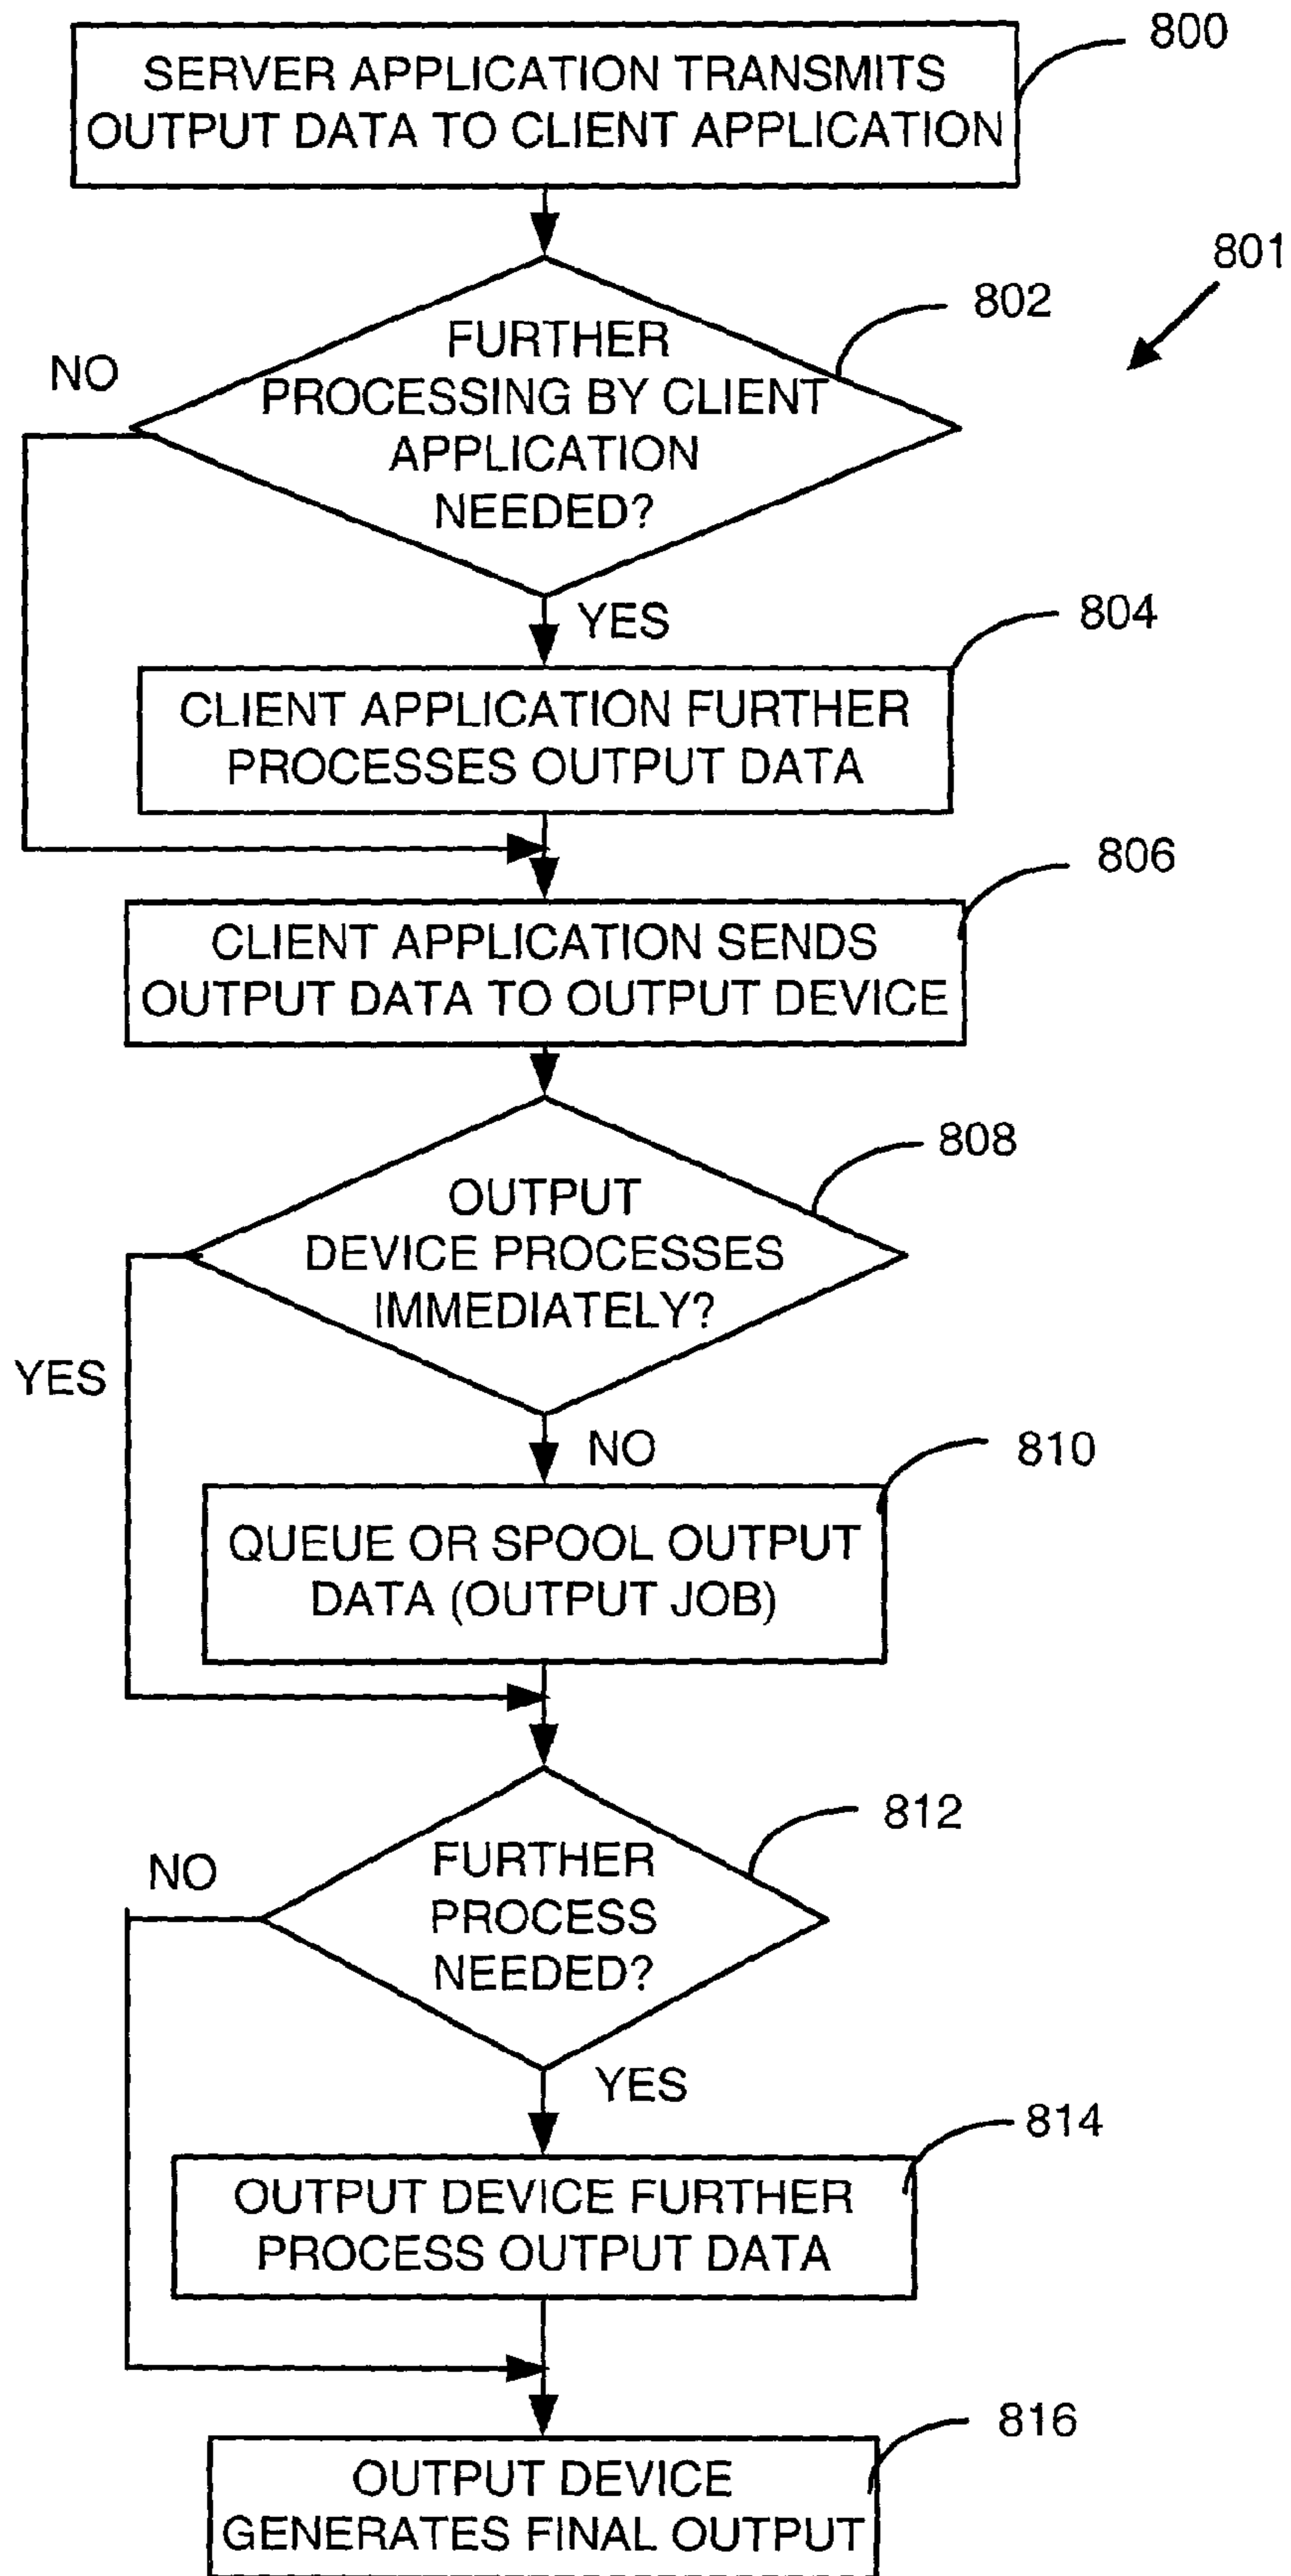 800
SERVER APPLICATION TRANSMITS
OUTPUT DATA TO CLIENT APPLICATION
801
802
NO
FURTHER
PROCESSING BY CLIENT
APPLICATION
NEEDED?
YES
804
CLIENT APPLICATION FURTHER
PROCESSES OUTPUT DATA
806
CLIENT APPLICATION SENDS
OUTPUT DATA TO OUTPUT DEVICE
808
OUTPUT
DEVICE PROCESSES
IMMEDIATELY?
YES
NO
810
QUEUE OR SPOOL OUTPUT
DATA (OUTPUT JOB)
812
NO
FURTHER
PROCESS
NEEDED?
YES
814
OUTPUT DEVICE FURTHER
PROCESS OUTPUT DATA
816
OUTPUT DEVICE
GENERATES FINAL OUTPUT